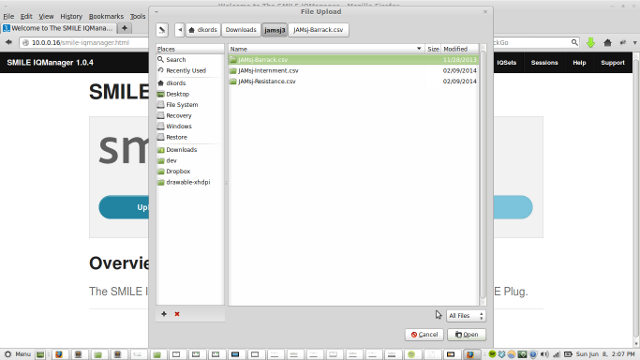 Welcome to The SMILE IQManager - Mozilla Firefox
File Edit View History Bookmarks Tools
File Upload
Welcome to The SMILE IQMana...
dkords Downloads jamsj3 JAMsj-Barrack.csv
10.0.0.16/smile-iqmanager.html
Places
Name Size Modified
SMILE IQManager 1.0.4
IQSets Sessions Help Support
Search
Recently Used
dkords
Desktop
File System
Recovery
Windows
Restore
Downloads
dev
Dropbox
drawable-xhdpi
JAMsj-Barrack.csv 11/29/2013
JAMsj-Internment.csv 02/09/2014
JAMsj-Resistance.csv 02/09/2014
SMILE
sm
Upl
Overvie
The SMILE I
E Plug.
All Files
Cancel Open
Menu
Sun Jun 8, 2:07 PM